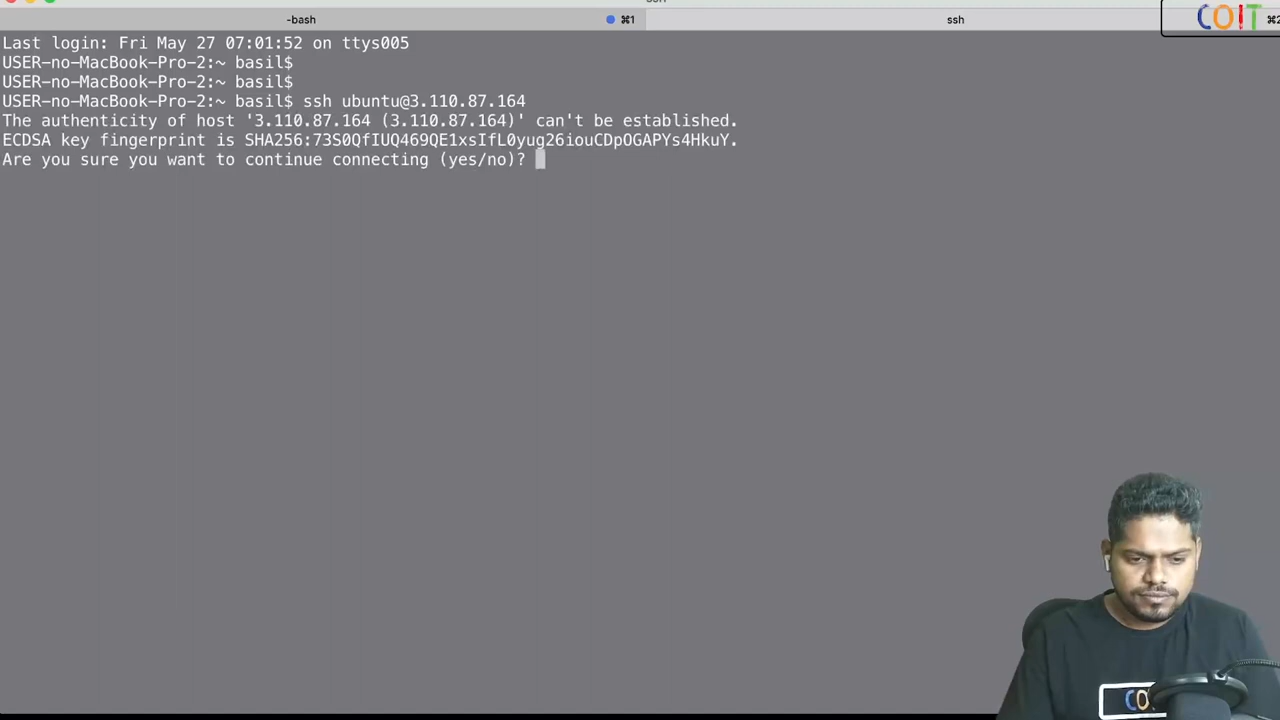 -bash
⌘1
ssh
COIT
Last login: Fri May 27 07:01:52 on ttys005
USER-no-MacBook-Pro-2:~ basil$
USER-no-MacBook-Pro-2:~ basil$
USER-no-MacBook-Pro-2:~ basil$ ssh ubuntu@3.110.87.164
The authenticity of host '3.110.87.164 (3.110.87.164)' can't be established.
ECDSA key fingerprint is SHA256:73S0QfIUQ469QE1xsIfL0yug26iouCDpOGAPYs4HkuY.
Are you sure you want to continue connecting (yes/no)?